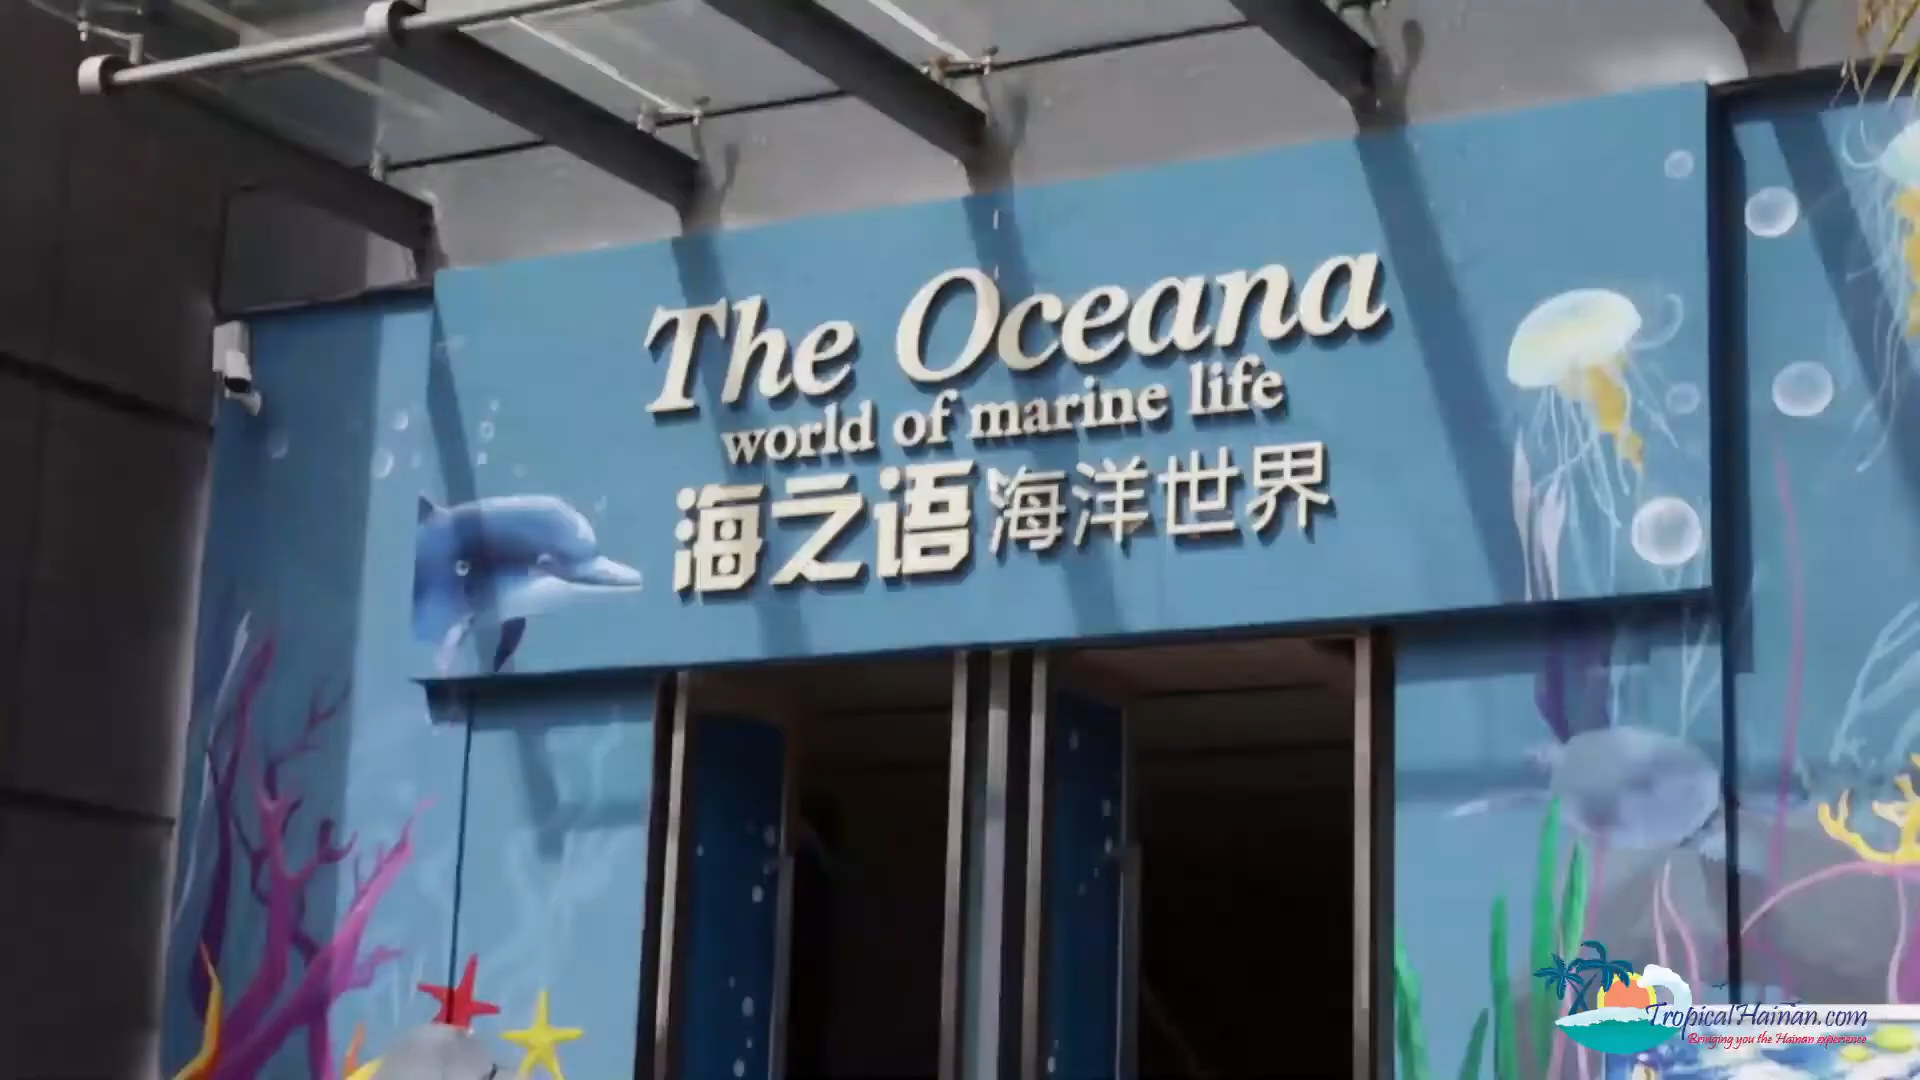 The Oceana
world of marine life
海之语海洋世界
TropicalHainan.com
Bringing you the Hainan experience